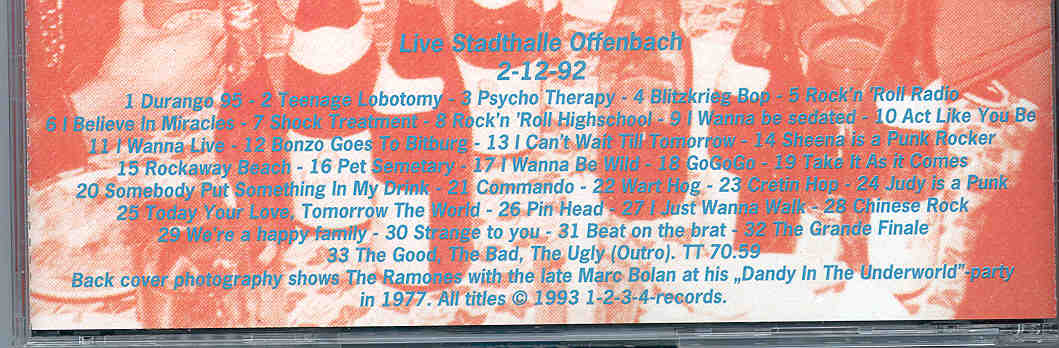 Live Stadthalle Offenbach
2-12-92
1 Durango 95 - 2 Teenage Lobotomy - 3 Psycho Therapy - 4 Blitzkrieg Bop - 5 Rock'n 'Roll Radio
6 I Believe In Miracles - 7 Shock Treatment - 8 Rock'n 'Roll Highschool - 9 I Wanna be sedated - 10 Act Like You Be
11 I Wanna Live - 12 Bonzo Goes To Bitburg - 13 I Can't Wait Till Tomorrow - 14 Sheena is a Punk Rocker
15 Rockaway Beach - 16 Pet Semetary - 17 I Wanna Be Wild - 18 GoGoGo - 19 Take It As it Comes
20 Somebody Put Something In My Drink - 21 Commando - 22 Wart Hog - 23 Cretin Hop - 24 Judy is a Punk
25 Today Your Love, Tomorrow The World - 26 Pin Head - 27 I Just Wanna Walk - 28 Chinese Rock
29 We're a happy family - 30 Strange to you - 31 Beat on the brat - 32 The Grande Finale
33 The Good, The Bad, The Ugly (Outro). TT 70.59
Back cover photography shows The Ramones with the late Marc Bolan at his „Dandy In The Underworld"-party
in 1977. All titles © 1993 1-2-3-4-records.